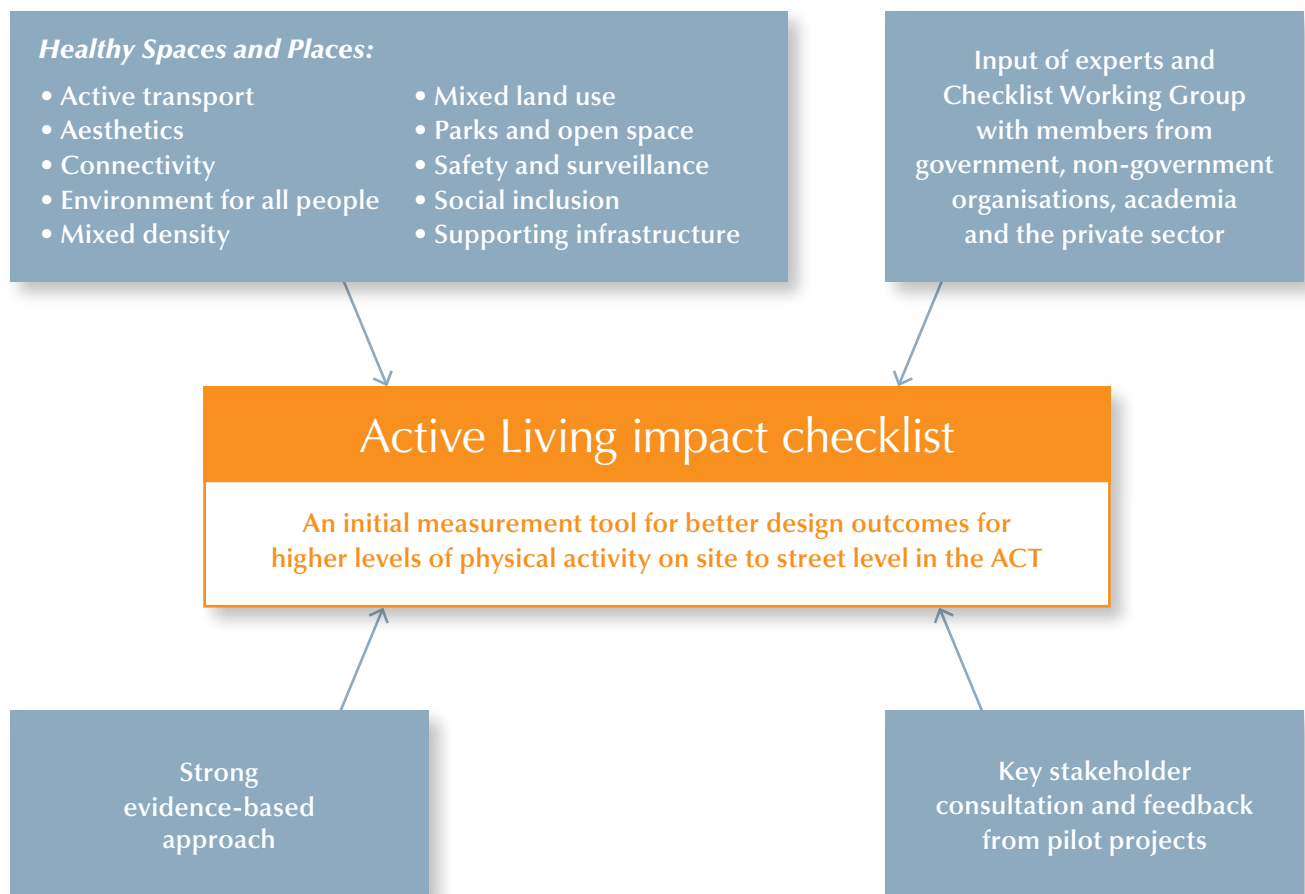 Healthy Spaces and Places:
• Active transport
• Aesthetics
• Connectivity
• Environment for all people
• Mixed density
• Mixed land use
• Parks and open space
• Safety and surveillance
• Social inclusion
• Supporting infrastructure
Input of experts and
Checklist Working Group
with members from
government, non-government
organisations, academia
and the private sector
Active Living impact checklist
An initial measurement tool for better design outcomes for
higher levels of physical activity on site to street level in the ACT
Strong
evidence-based
approach
Key stakeholder
consultation and feedback
from pilot projects